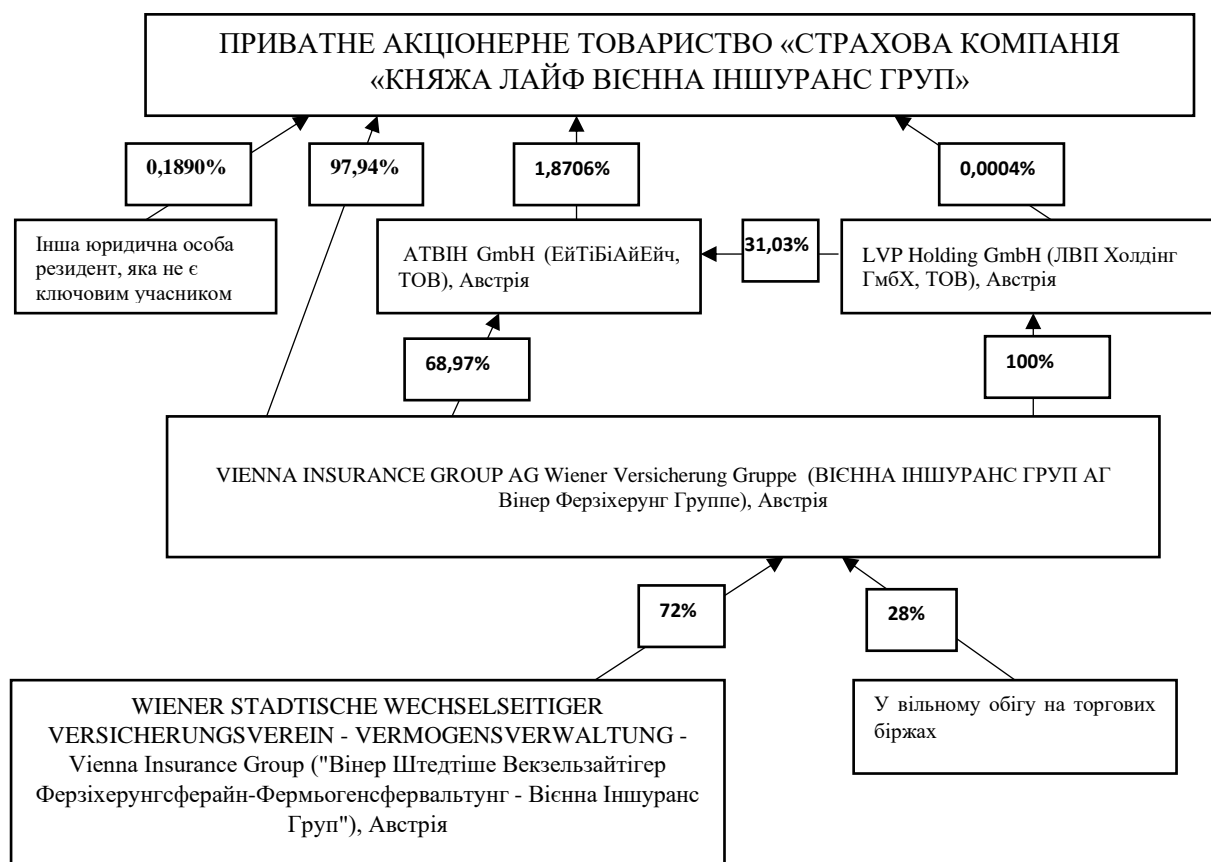 ПРИВАТНЕ АКЦІОНЕРНЕ ТОВАРИСТВО «СТРАХОВА КОМПАНІЯ
«КНЯЖА ЛАЙФ ВІЄННА ІНШУРАНС ГРУП»
0,1890%
97,94%
1,8706%
0,0004%
Інша юридична особа
резидент, яка не є
ключовим учасником
АТВІН GmbH (ЕйТіБіАйЕйч,
ТОВ), Австрія
31,03%
LVP Holding GmbH (ЛВП Холдінг
ГмбХ, ТОВ), Австрія
68,97%
100%
VIENNA INSURANCE GROUP AG Wiener Versicherung Gruppe (ВІЄННА ІНШУРАНС ГРУП АГ
Вінер Ферзіхерунг Группе), Австрія
72%
28%
WIENER STADTISCHE WECHSELSEITIGER
VERSICHERUNGSVEREIN - VERMOGENSVERWALTUNG -
Vienna Insurance Group ("Вінер Штедтіше Векзельзайтігер
Ферзіхерунгсферайн-Фермьогенсфервальтунг - Вієнна Іншуранс
Груп"), Австрія
У вільному обігу на торгових
біржах